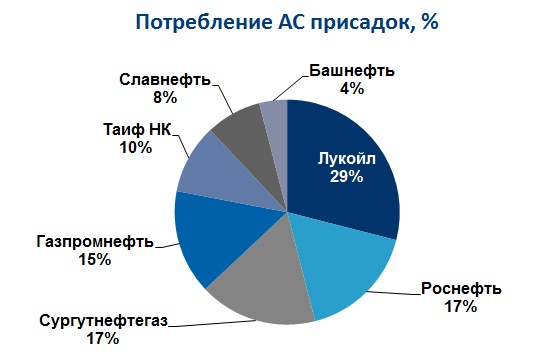 Потребление АС присадок, %
Башнефть
4%
Славнефть
8%
Таиф НК
10%
Лукойл
29%
Газпромнефть
15%
Роснефть
17%
Сургутнефтегаз
17%